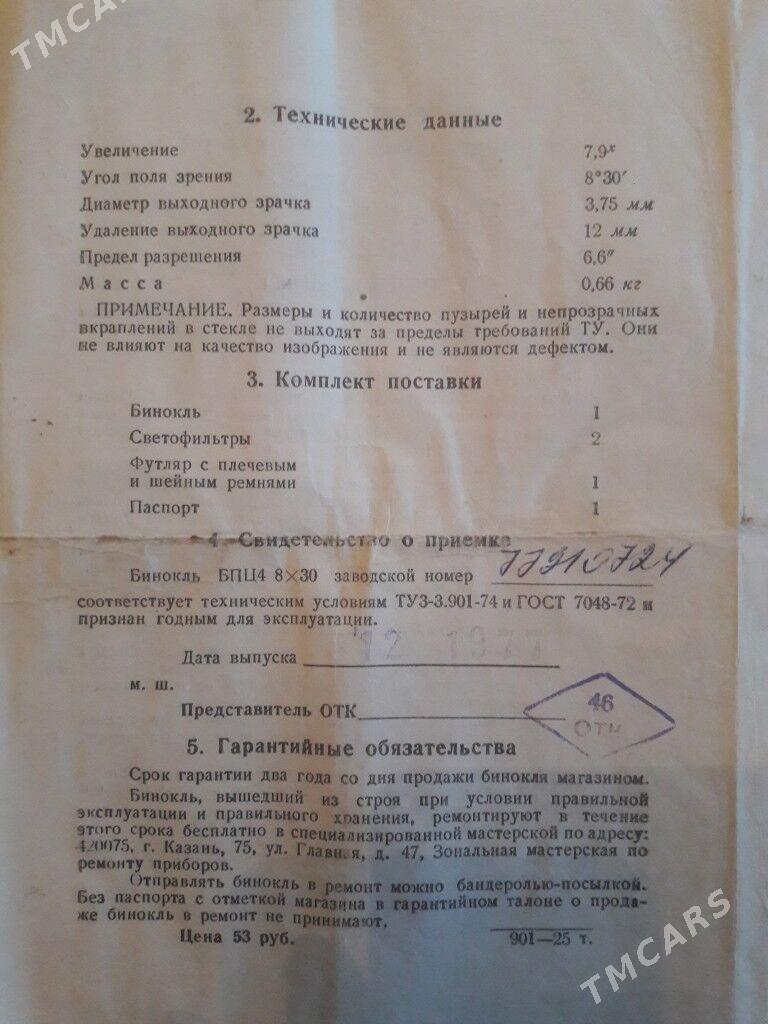 TMCARS
2. Технические данные
Увеличение 7,9x
Угол поля зрения 8°30′
Диаметр выходного зрачка 3,75 мм
Удаление выходного зрачка 12 мм
Предел разрешения 6,6″
Масса 0,66 кг
ПРИМЕЧАНИЕ. Размеры и количество пузырей и непрозрачных
вкраплений в стекле не выходят за пределы требований ТУ. Они
не влияют на качество изображения и не являются дефектом.
3. Комплект поставки
Бинокль 1
Светофильтры 2
Футляр с плечевым
и шейным ремнями 1
Паспорт 1
4. Свидетельство о приемке
Бинокль БПЦ4 8×30 заводской номер 7710724
соответствует техническим условиям ТУ3-3.901-74 и ГОСТ 7048-72 и
признан годным для эксплуатации.
Дата выпуска 12 1977
м. ш.
Представитель ОТК
46
ОТК
5. Гарантийные обязательства
Срок гарантии два года со дня продажи бинокля магазином.
Бинокль, вышедший из строя при условии правильной
эксплуатации и правильного хранения, ремонтируют в течение
этого срока бесплатно в специализированной мастерской по адресу:
420075, г. Казань, 75, ул. Главная, д. 47, Зональная мастерская по
ремонту приборов.
Отправлять бинокль в ремонт можно бандеролью-посылкой.
Без паспорта с отметкой магазина в гарантийном талоне о прода-
же бинокль в ремонт не принимают.
Цена 53 руб. 901—25 т.
TMCARS